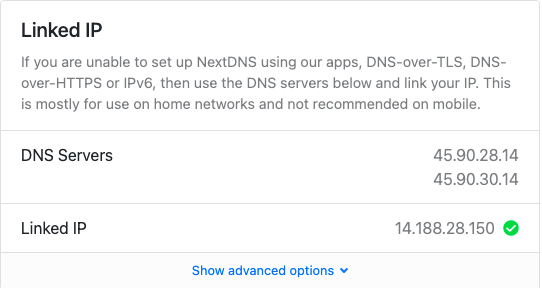 Linked IP
If you are unable to set up NextDNS using our apps, DNS-over-TLS, DNS-
over-HTTPS or IPv6, then use the DNS servers below and link your IP. This
is mostly for use on home networks and not recommended on mobile.
DNS Servers 45.90.28.14
45.90.30.14
Linked IP 14.188.28.150
Show advanced options